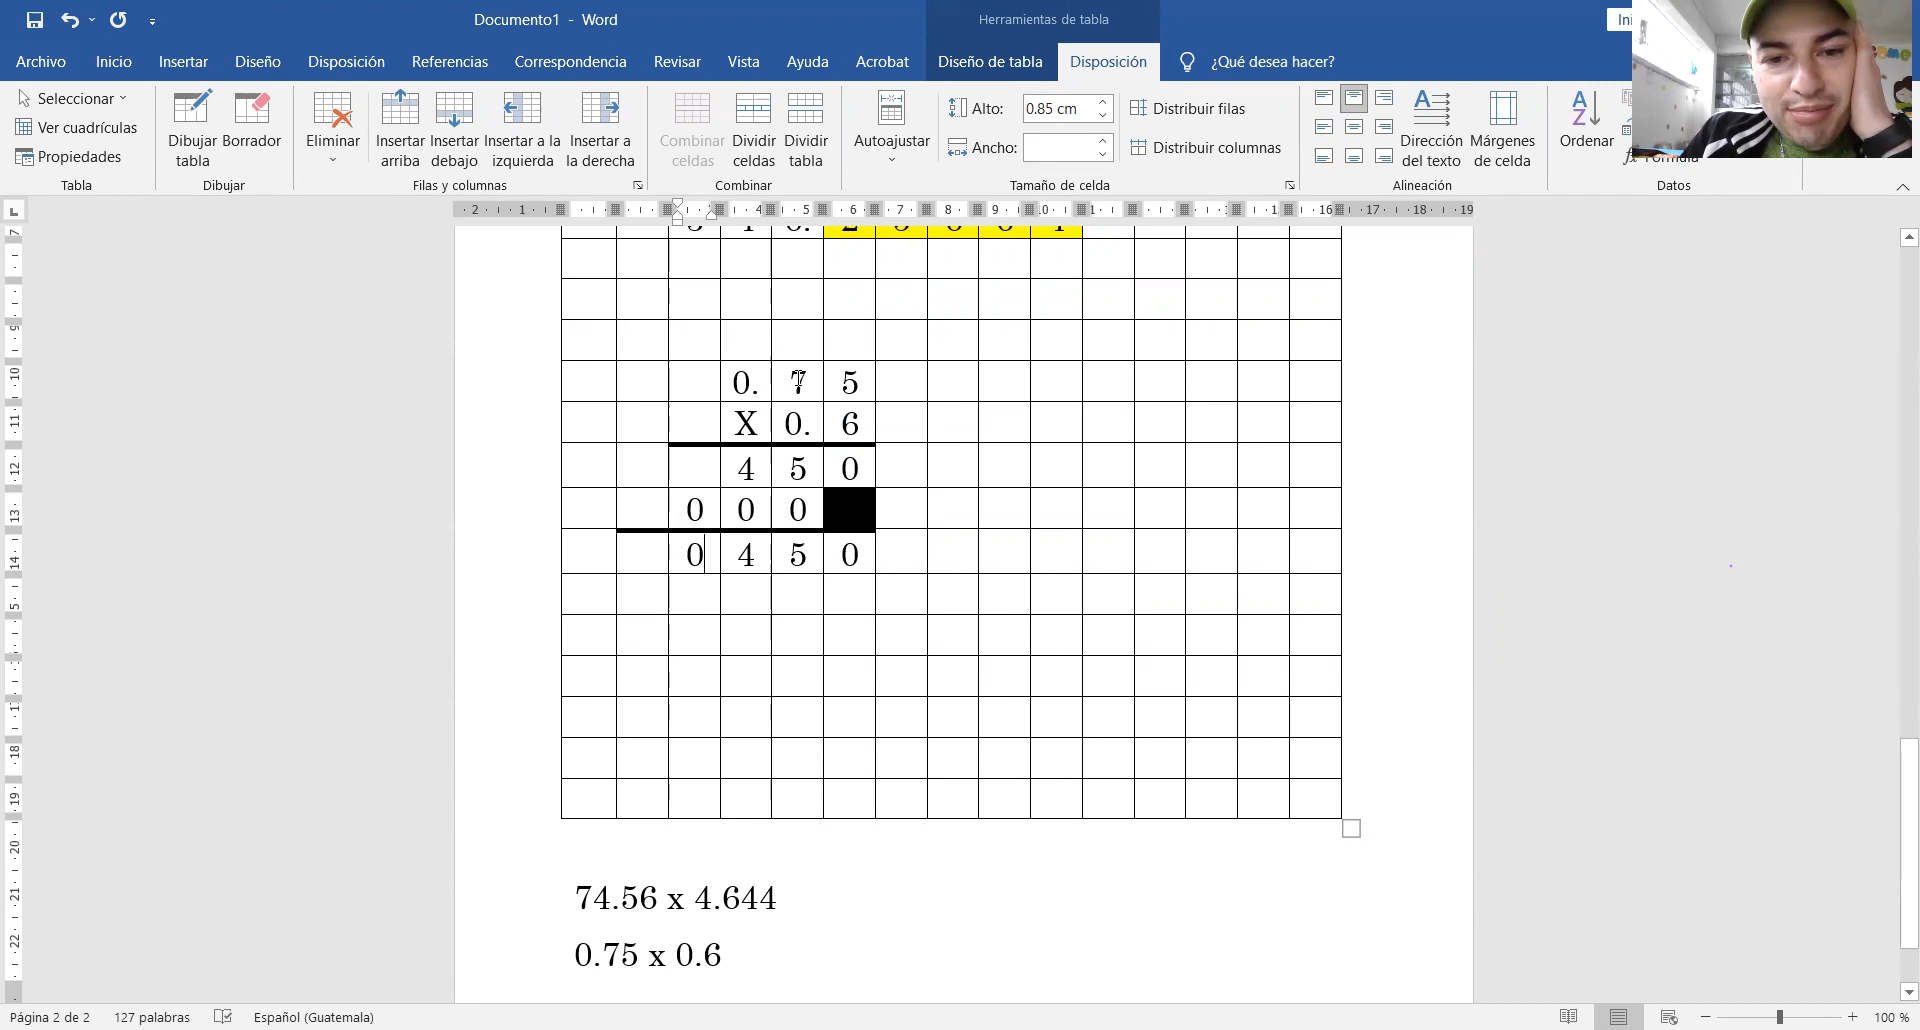 Documento1 - Word
Herramientas de tabla
Archivo Inicio Insertar Diseño Disposición Referencias Correspondencia Revisar Vista Ayuda Acrobat Diseño de tabla Disposición ¿Qué desea hacer?
Seleccionar
Ver cuadrículas
Propiedades
Tabla
Dibujar tabla
Borrador
Dibujar
Eliminar
Insertar arriba
Insertar debajo
Insertar a la izquierda
Insertar a la derecha
Filas y columnas
Combinar celdas
Dividir celdas
Dividir tabla
Combinar
Autoajustar
Alto: 0.85 cm
Ancho:
Distribuir filas
Distribuir columnas
Tamaño de celda
Dirección del texto
Márgenes de celda
Alineación
Ordenar
Datos
0. 7 5
X 0. 6
4 5 0
0 0 0
0 4 5 0
74.56 x 4.644
0.75 x 0.6
Página 2 de 2 127 palabras Español (Guatemala) 100 %